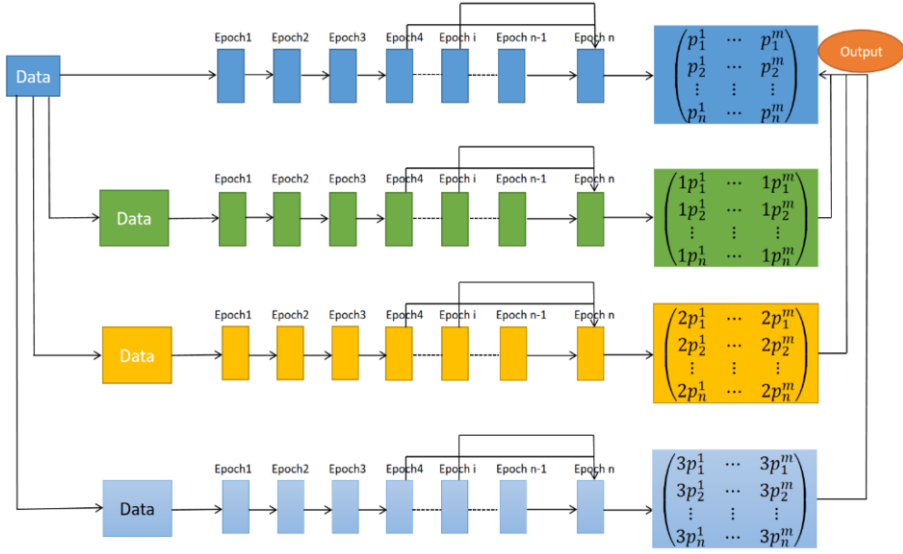 Epoch1 Epoch2 Epoch3 Epoch4 Epoch i Epoch n-1 Epoch n
Data
p_1^1 ⋯ p_1^m
p_2^1 ⋯ p_2^m
⋮ ⋮ ⋮
p_n^1 ⋯ p_n^m
Output
Epoch1 Epoch2 Epoch3 Epoch4 Epoch i Epoch n-1 Epoch n
Data
1p_1^1 ⋯ 1p_1^m
1p_2^1 ⋯ 1p_2^m
⋮ ⋮ ⋮
1p_n^1 ⋯ 1p_n^m
Epoch1 Epoch2 Epoch3 Epoch4 Epoch i Epoch n-1 Epoch n
Data
2p_1^1 ⋯ 2p_1^m
2p_2^1 ⋯ 2p_2^m
⋮ ⋮ ⋮
2p_n^1 ⋯ 2p_n^m
Epoch1 Epoch2 Epoch3 Epoch4 Epoch i Epoch n-1 Epoch n
Data
3p_1^1 ⋯ 3p_1^m
3p_2^1 ⋯ 3p_2^m
⋮ ⋮ ⋮
3p_n^1 ⋯ 3p_n^m